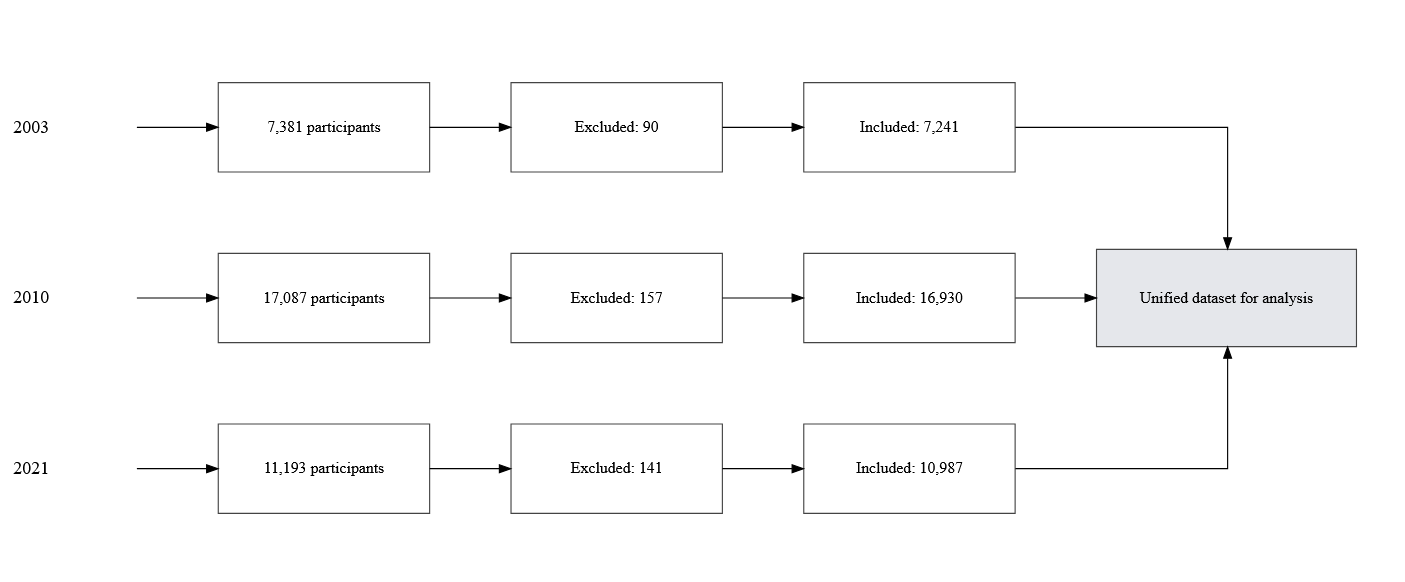 2003
7,381 participants
Excluded: 90
Included: 7,241
2010
17,087 participants
Excluded: 157
Included: 16,930
Unified dataset for analysis
2021
11,193 participants
Excluded: 141
Included: 10,987